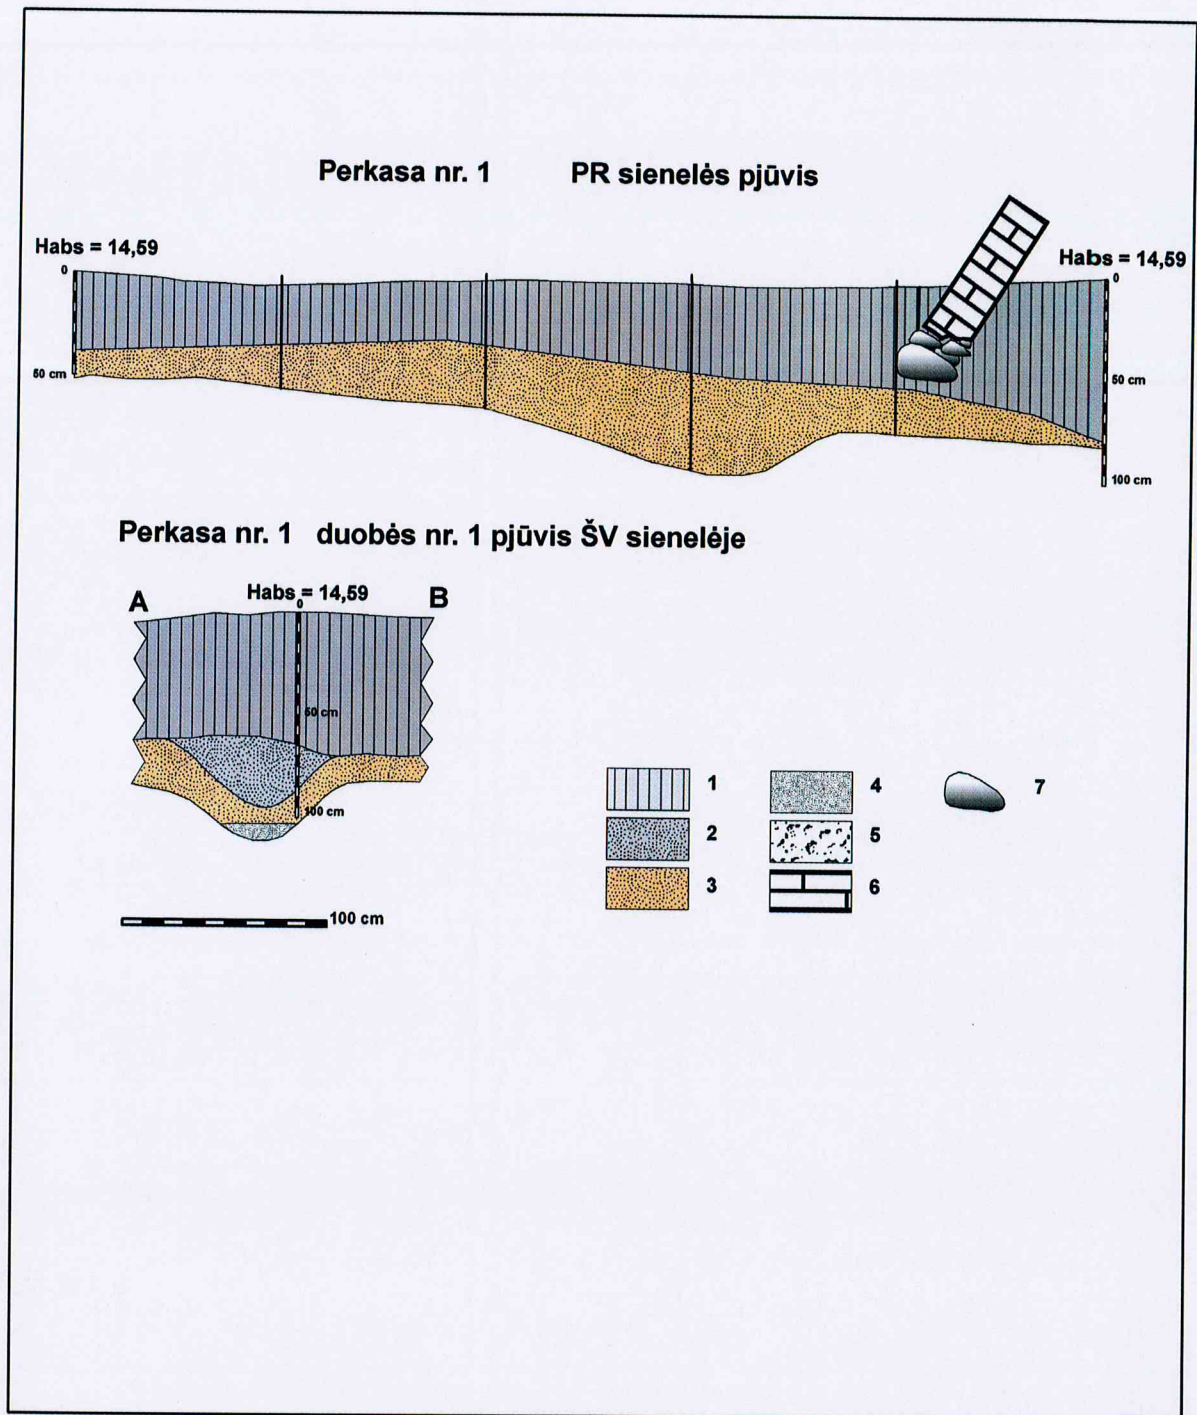 Perkasa nr. 1 PR sienelės pjūvis
Habs = 14,59
Habs = 14,59
0
0
50 cm
50 cm
100 cm
Perkasa nr. 1 duobės nr. 1 pjūvis ŠV sienelėje
A
Habs = 14,59
B
0
50 cm
100 cm
1
4
7
2
5
3
6
100 cm